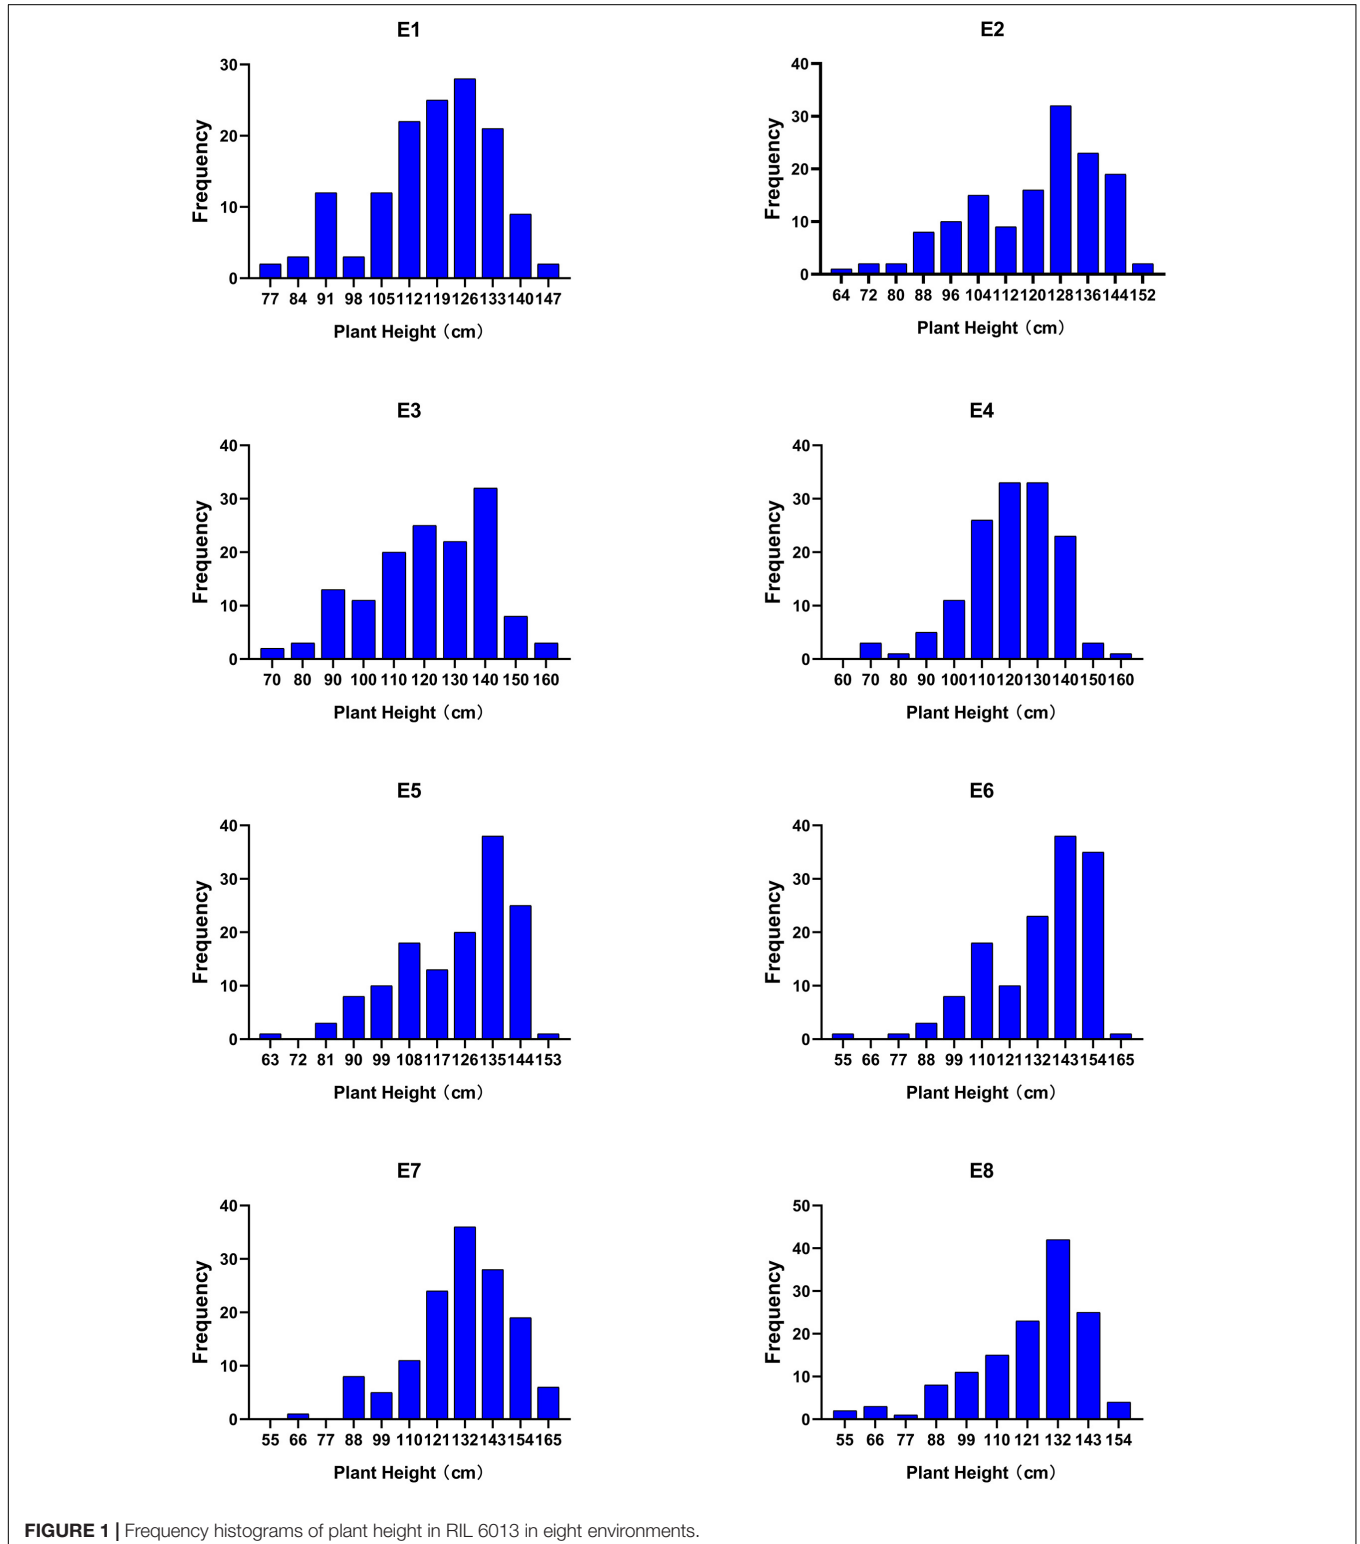 E1
30
20
10
0
Frequency
77 84 91 98 105 112 119 126 133 140 147
Plant Height（cm）
E2
40
30
20
10
0
Frequency
64 72 80 88 96 104 112 120 128 136 144 152
Plant Height（cm）
E3
40
30
20
10
0
Frequency
70 80 90 100 110 120 130 140 150 160
Plant Height（cm）
E4
40
30
20
10
0
Frequency
60 70 80 90 100 110 120 130 140 150 160
Plant Height（cm）
E5
40
30
20
10
0
Frequency
63 72 81 90 99 108 117 126 135 144 153
Plant Height（cm）
E6
40
30
20
10
0
Frequency
55 66 77 88 99 110 121 132 143 154 165
Plant Height（cm）
E7
40
30
20
10
0
Frequency
55 66 77 88 99 110 121 132 143 154 165
Plant Height（cm）
E8
50
40
30
20
10
0
Frequency
55 66 77 88 99 110 121 132 143 154
Plant Height（cm）
FIGURE 1 | Frequency histograms of plant height in RIL 6013 in eight environments.